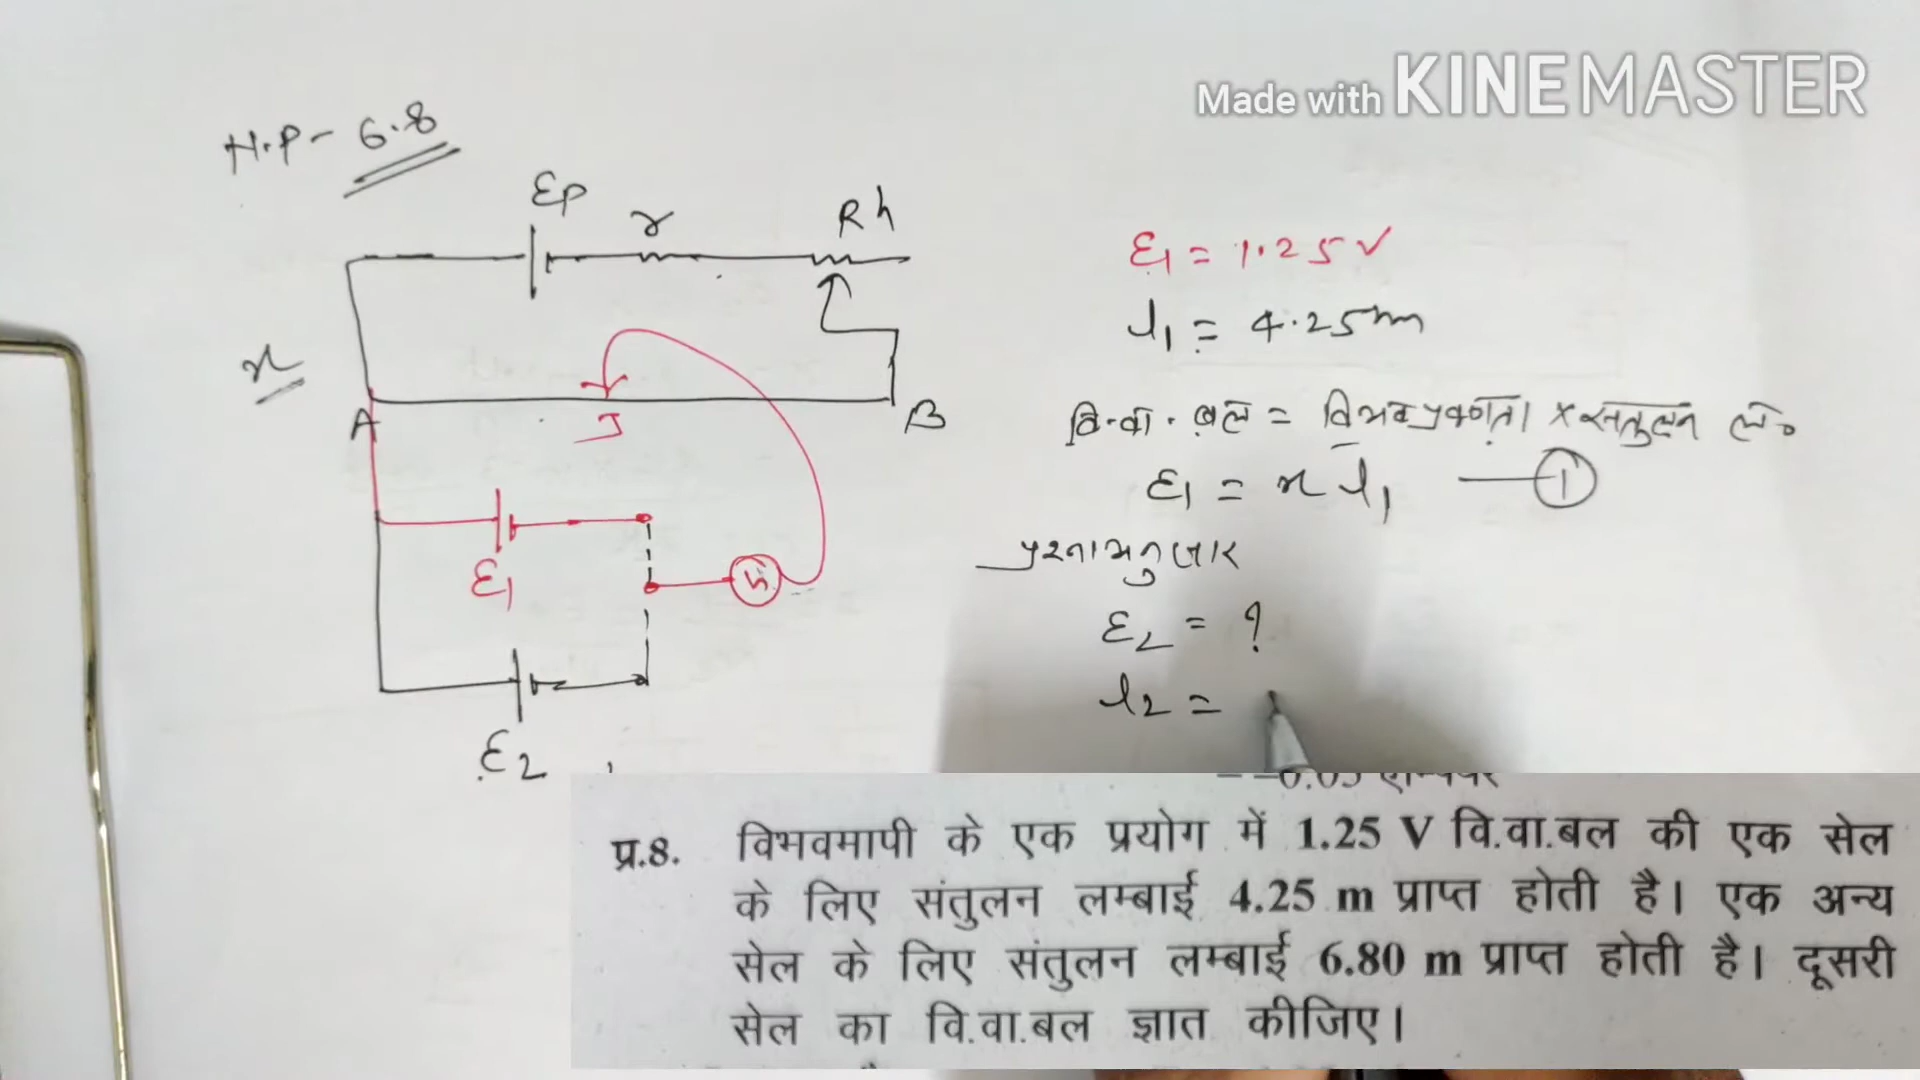 Made with KINEMASTER
N.P- 6.8
Ep
r
Rh
x
A
J
B
E1
G
E2
E1 = 1.25 V
l1 = 4.25m
वि.वा. बल = विभवप्रवणता x संतुलन लं०
E1 = x l1 —— 1
प्रश्नानुसार
E2 = ?
l2 =
प्र.8. विभवमापी के एक प्रयोग में 1.25 V वि.वा.बल की एक सेल
के लिए संतुलन लम्बाई 4.25 m प्राप्त होती है। एक अन्य
सेल के लिए संतुलन लम्बाई 6.80 m प्राप्त होती है। दूसरी
सेल का वि.वा.बल ज्ञात कीजिए।